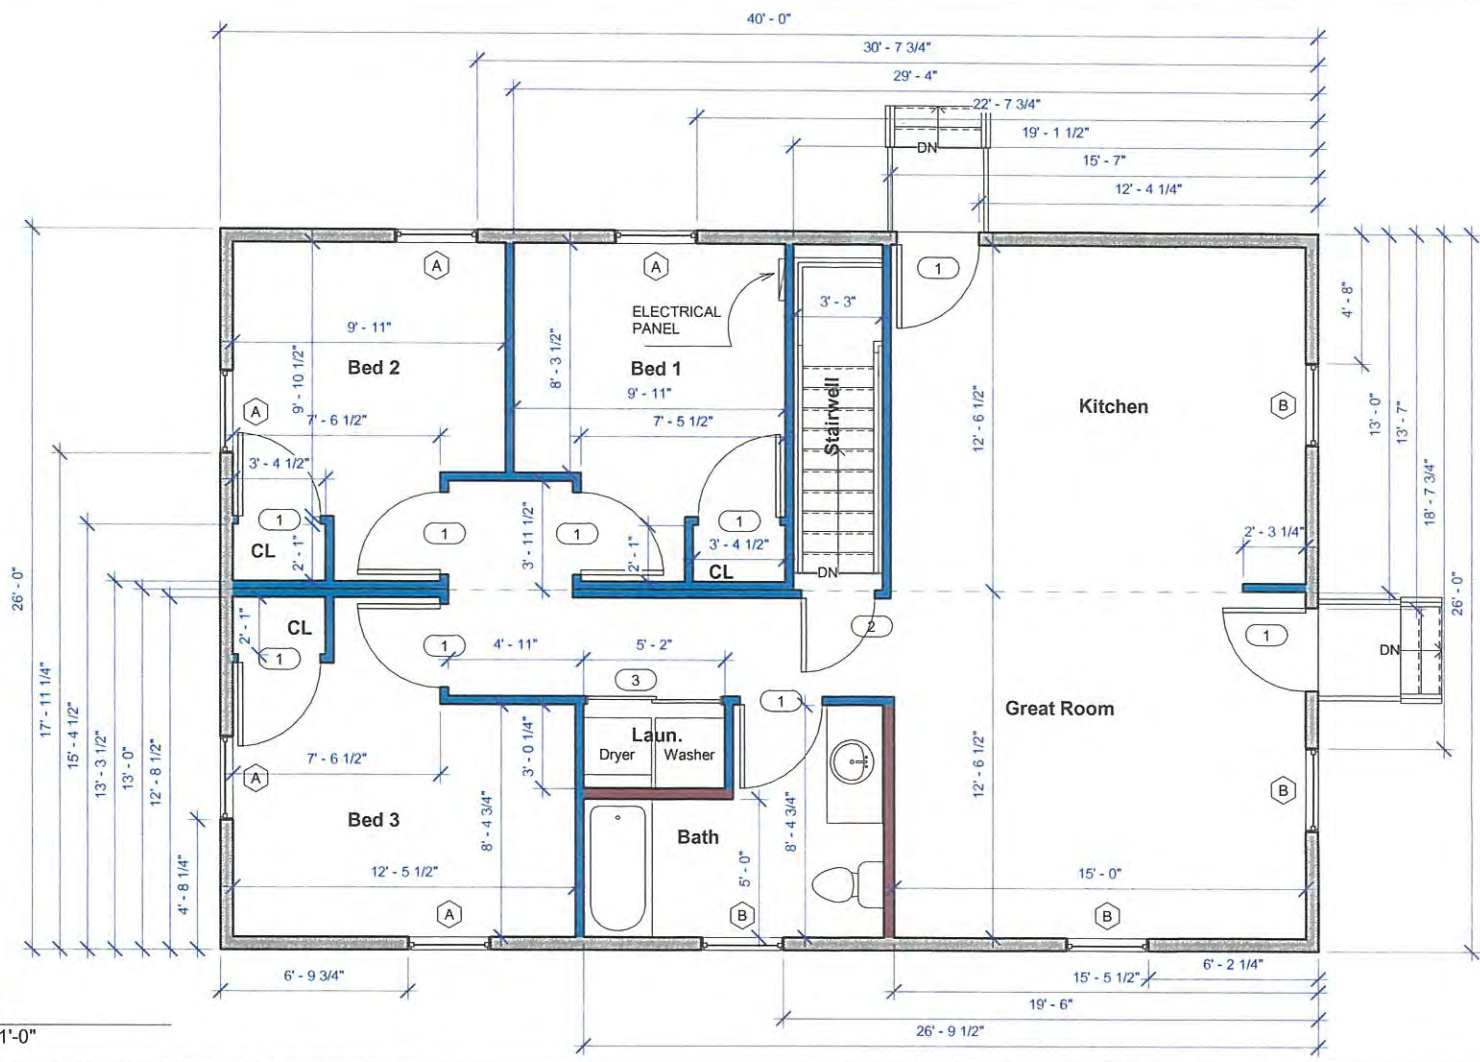 40' - 0"
30' - 7 3/4"
29' - 4"
22' - 7 3/4"
19' - 1 1/2"
DN
15' - 7"
12' - 4 1/4"
A
A
1
ELECTRICAL
PANEL
3' - 3"
4' - 8"
9' - 11"
8' - 3 1/2"
Bed 2
Bed 1
9' - 10 1/2"
9' - 11"
Stairwell
12' - 6 1/2"
Kitchen
B
13' - 0"
13' - 7"
A
7' - 6 1/2"
7' - 5 1/2"
3' - 4 1/2"
18' - 7 3/4"
1
1
1
1
2' - 3 1/4"
CL
2' - 1"
3' - 11 1/2"
2' - 1"
3' - 4 1/2"
CL
DN
26' - 0"
26' - 0"
2' - 1"
CL
1
1
4' - 11"
5' - 2"
2
1
DN
3
1
17' - 11 1/4"
15' - 4 1/2"
13' - 3 1/2"
13' - 0"
12' - 8 1/2"
Great Room
Laun.
Dryer
Washer
3' - 0 1/4"
7' - 6 1/2"
A
12' - 6 1/2"
B
Bed 3
8' - 4 3/4"
Bath
8' - 4 3/4"
5' - 0"
4' - 8 1/4"
12' - 5 1/2"
15' - 0"
A
B
B
6' - 9 3/4"
6' - 2 1/4"
15' - 5 1/2"
19' - 6"
26' - 9 1/2"
1'-0"